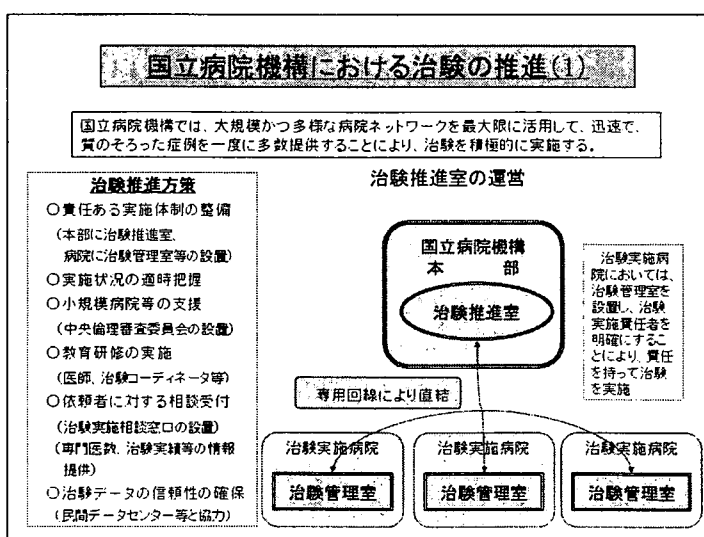 国立病院機構における治験の推進(1)
国立病院機構では、大規模かつ多様な病院ネットワークを最大限に活用して、迅速で、
質のそろった症例を一度に多数提供することにより、治験を積極的に実施する。
治験推進方策
○責任ある実施体制の整備
(本部に治験推進室、
病院に治験管理室等の設置)
○実施状況の適時把握
○小規模病院等の支援
(中央倫理審査委員会の設置)
○教育研修の実施
(医師、治験コーディネータ等)
○依頼者に対する相談受付
(治験実施相談窓口の設置)
(専門医数、治験実績等の情報
提供)
○治験データの信頼性の確保
(民間データセンター等と協力)
治験推進室の運営
国立病院機構
本 部
治験推進室
治験実施病
院においては、
治験管理室を
設置し、治験
実施責任者を
明確にするこ
とにより、責任
を持って治験
を実施
専用回線により直結
治験実施病院
治験管理室
治験実施病院
治験管理室
治験実施病院
治験管理室